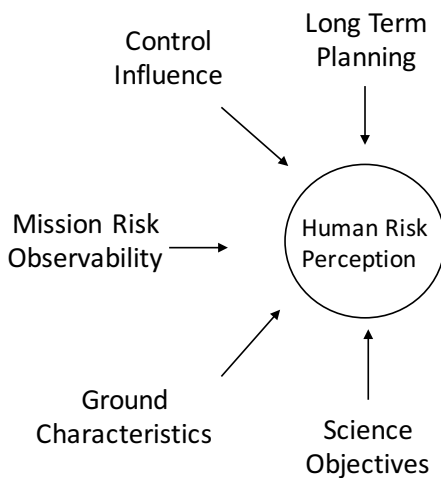 Control
Influence
Long Term
Planning
Mission Risk
Observability
Human Risk
Perception
Ground
Characteristics
Science
Objectives